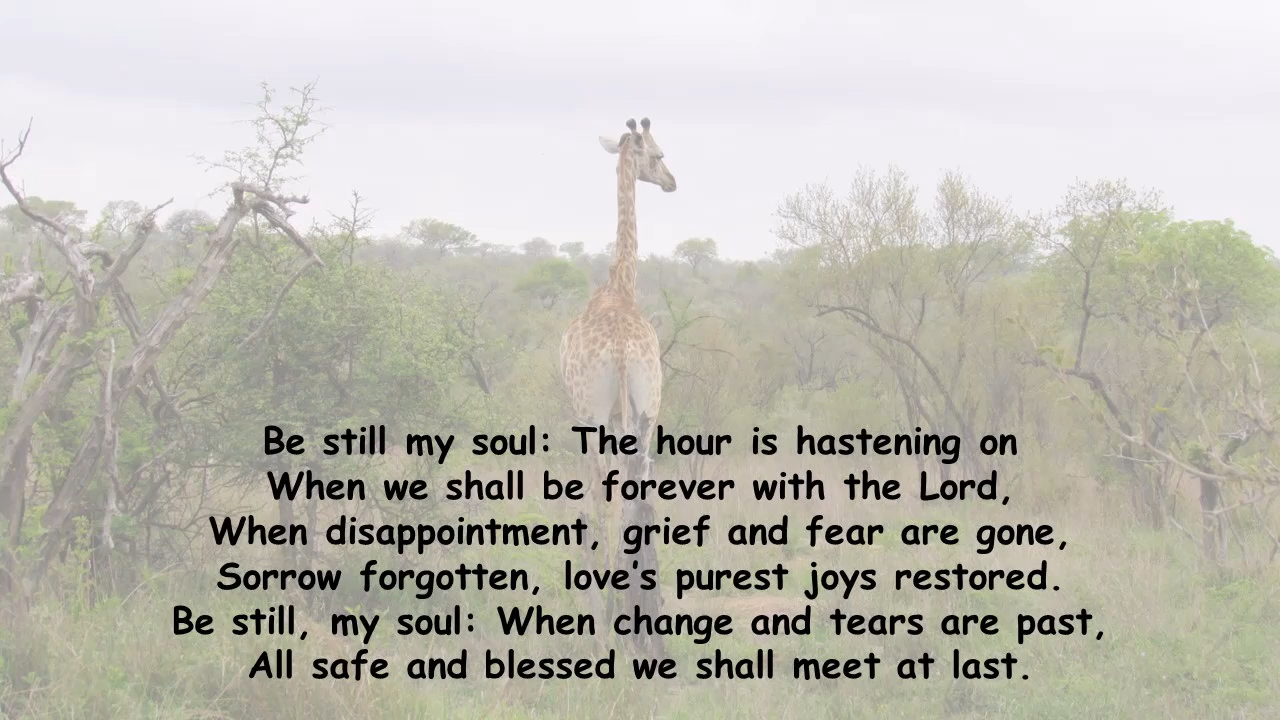 Be still my soul: The hour is hastening on
When we shall be forever with the Lord,
When disappointment, grief and fear are gone,
Sorrow forgotten, love's purest joys restored.
Be still, my soul: When change and tears are past,
All safe and blessed we shall meet at last.